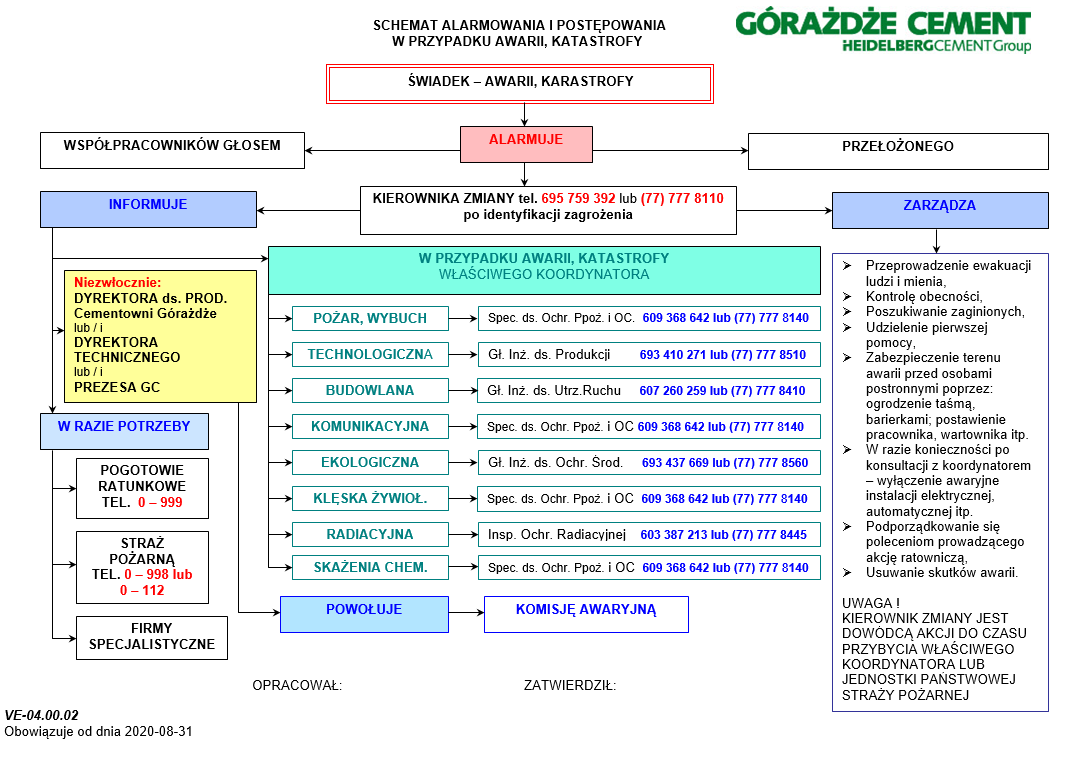 SCHEMAT ALARMOWANIA I POSTĘPOWANIA
W PRZYPADKU AWARII, KATASTROFY
GÓRAŻDŻE CEMENT
HEIDELBERGCEMENT Group
ŚWIADEK – AWARII, KARASTROFY
ALARMUJE
WSPÓŁPRACOWNIKÓW GŁOSEM
PRZEŁOŻONEGO
KIEROWNIKA ZMIANY tel. 695 759 392 lub (77) 777 8110
po identyfikacji zagrożenia
INFORMUJE
ZARZĄDZA
W PRZYPADKU AWARII, KATASTROFY
WŁAŚCIWEGO KOORDYNATORA
Niezwłocznie:
DYREKTORA ds. PROD.
Cementowni Górażdże
lub / i
DYREKTORA
TECHNICZNEGO
lub / i
PREZESA GC
POŻAR, WYBUCH
Spec. ds. Ochr. Ppoż. i OC. 609 368 642 lub (77) 777 8140
TECHNOLOGICZNA
Gł. Inż. ds. Produkcji 693 410 271 lub (77) 777 8510
BUDOWLANA
Gł. Inż. ds. Utrz.Ruchu 607 260 259 lub (77) 777 8410
KOMUNIKACYJNA
Spec. ds. Ochr. Ppoż. i OC 609 368 642 lub (77) 777 8140
EKOLOGICZNA
Gł. Inż. ds. Ochr. Środ. 693 437 669 lub (77) 777 8560
KLĘSKA ŻYWIOŁ.
Spec. ds. Ochr. Ppoż. i OC 609 368 642 lub (77) 777 8140
RADIACYJNA
Insp. Ochr. Radiacyjnej 603 387 213 lub (77) 777 8445
SKAŻENIA CHEM.
Spec. ds. Ochr. Ppoż. i OC 609 368 642 lub (77) 777 8140
POWOŁUJE
KOMISJĘ AWARYJNĄ
W RAZIE POTRZEBY
POGOTOWIE
RATUNKOWE
TEL. 0 – 999
STRAŻ
POŻARNĄ
TEL. 0 – 998 lub
0 – 112
FIRMY
SPECJALISTYCZNE
➢ Przeprowadzenie ewakuacji
ludzi i mienia,
➢ Kontrolę obecności,
➢ Poszukiwanie zaginionych,
➢ Udzielenie pierwszej
pomocy,
➢ Zabezpieczenie terenu
awarii przed osobami
postronnymi poprzez:
ogrodzenie taśmą,
barierkami; postawienie
pracownika, wartownika itp.
➢ W razie konieczności po
konsultacji z koordynatorem
– wyłączenie awaryjne
instalacji elektrycznej,
automatycznej itp.
➢ Podporządkowanie się
poleceniom prowadzącego
akcję ratowniczą,
➢ Usuwanie skutków awarii.
UWAGA !
KIEROWNIK ZMIANY JEST
DOWÓDCĄ AKCJI DO CZASU
PRZYBYCIA WŁAŚCIWEGO
KOORDYNATORA LUB
JEDNOSTKI PAŃSTWOWEJ
STRAŻY POŻARNEJ
OPRACOWAŁ:
ZATWIERDZIŁ:
VE-04.00.02
Obowiązuje od dnia 2020-08-31